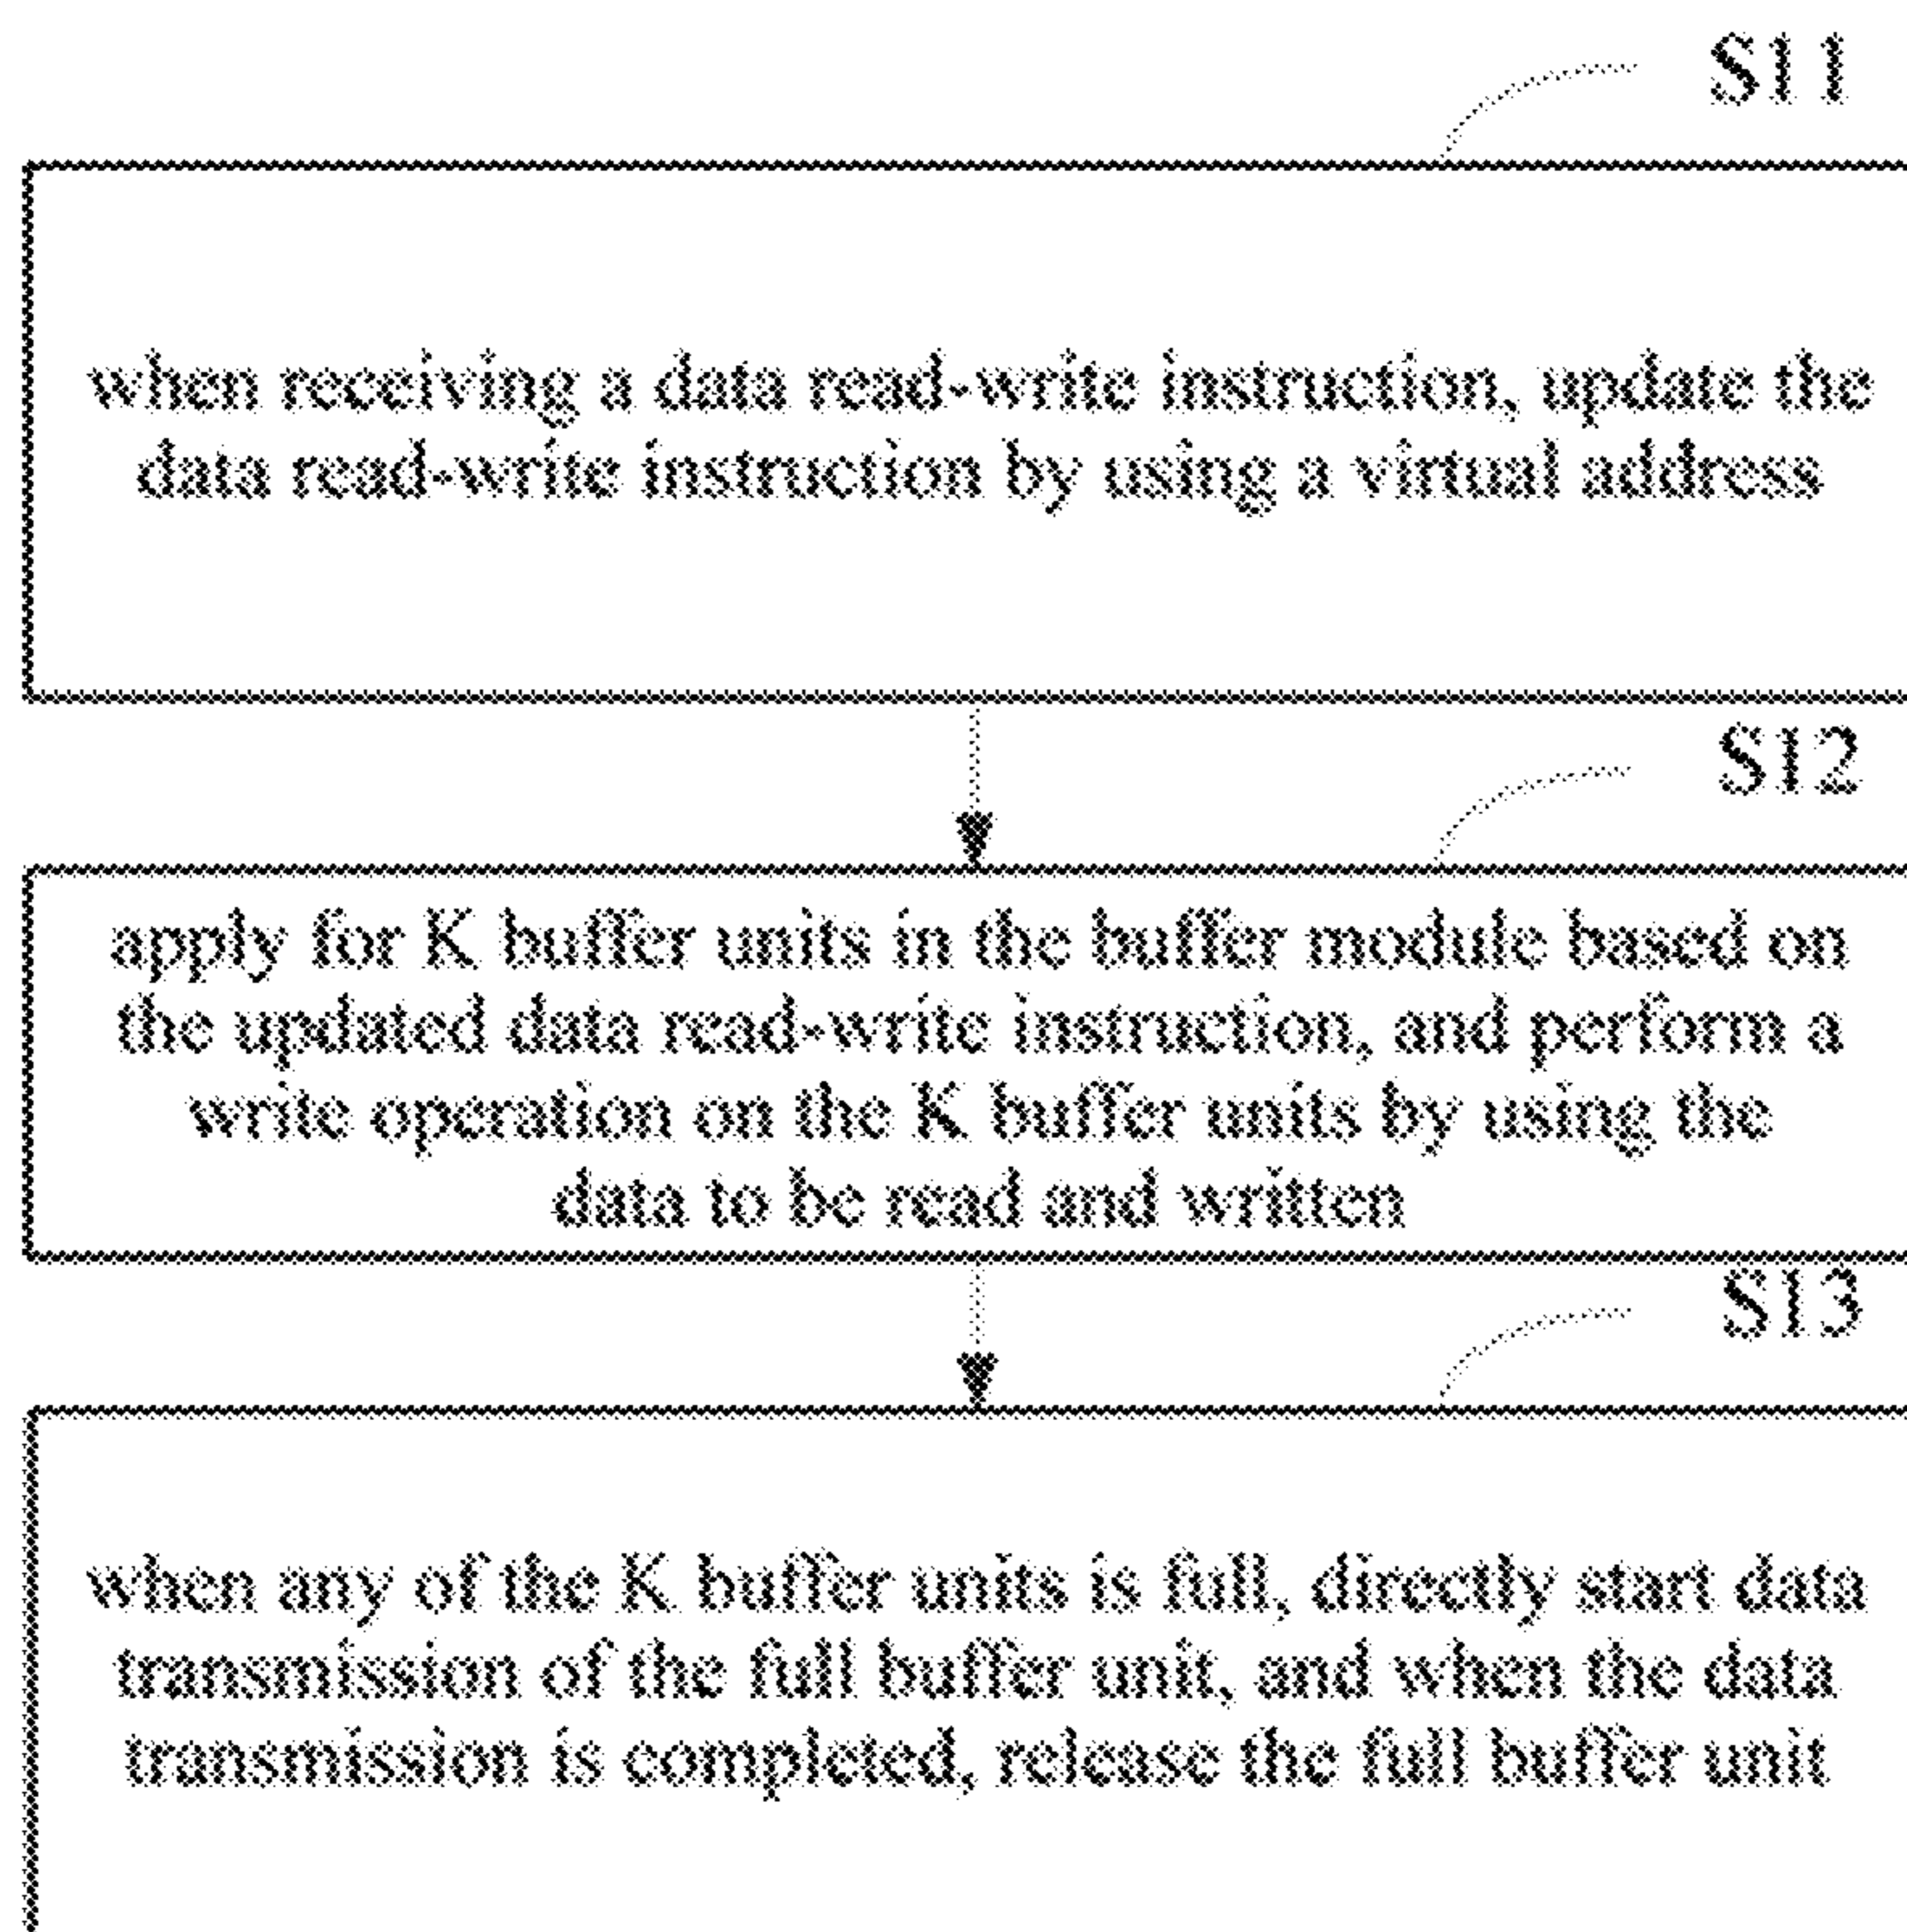 S11
when receiving a data read-write instruction, update the
data read-write instruction by using a virtual address
S12
apply for K buffer units in the buffer module based on
the updated data read-write instruction, and perform a
write operation on the K buffer units by using the
data to be read and written
S13
when any of the K buffer units is full, directly start data
transmission of the full buffer unit, and when the data
transmission is completed, release the full buffer unit